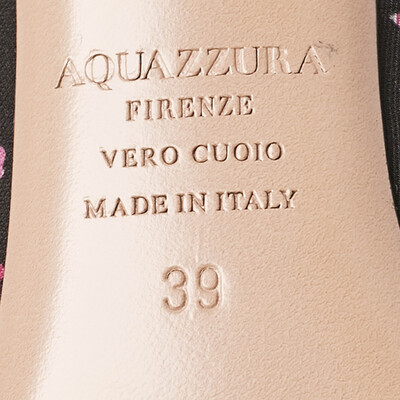 AQUAZZURA
FIRENZE
VERO CUOIO
MADE IN ITALY
39